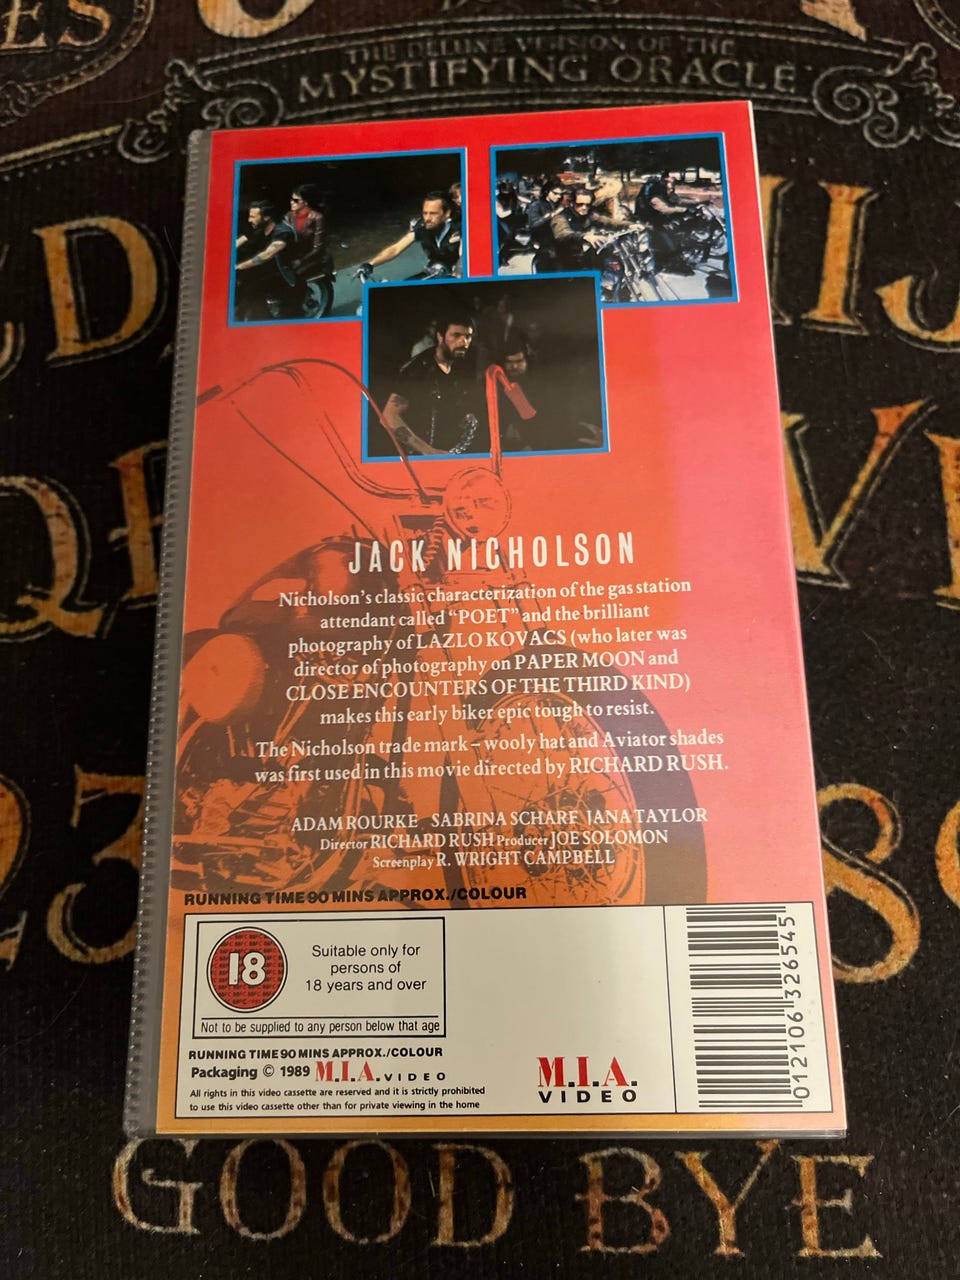 THE DELUXE VERSION OF THE
MYSTIFYING ORACLE
JACK NICHOLSON
Nicholson's classic characterization of the gas station
attendant called "POET" and the brilliant
photography of LAZLO KOVACS (who later was
director of photography on PAPER MOON and
CLOSE ENCOUNTERS OF THE THIRD KIND)
makes this early biker epic tough to resist.
The Nicholson trade mark – wooly hat and Aviator shades
was first used in this movie directed by RICHARD RUSH.
ADAM ROURKE SABRINA SCHARF JANA TAYLOR
Director RICHARD RUSH Producer JOE SOLOMON
Screenplay R. WRIGHT CAMPBELL
RUNNING TIME 90 MINS APPROX./COLOUR
18
Suitable only for
persons of
18 years and over
Not to be supplied to any person below that age
RUNNING TIME 90 MINS APPROX./COLOUR
Packaging © 1989 M.I.A. VIDEO
All rights in this video cassette are reserved and it is strictly prohibited
to use this video cassette other than for private viewing in the home
M.I.A.
VIDEO
012106 326545
GOOD BYE